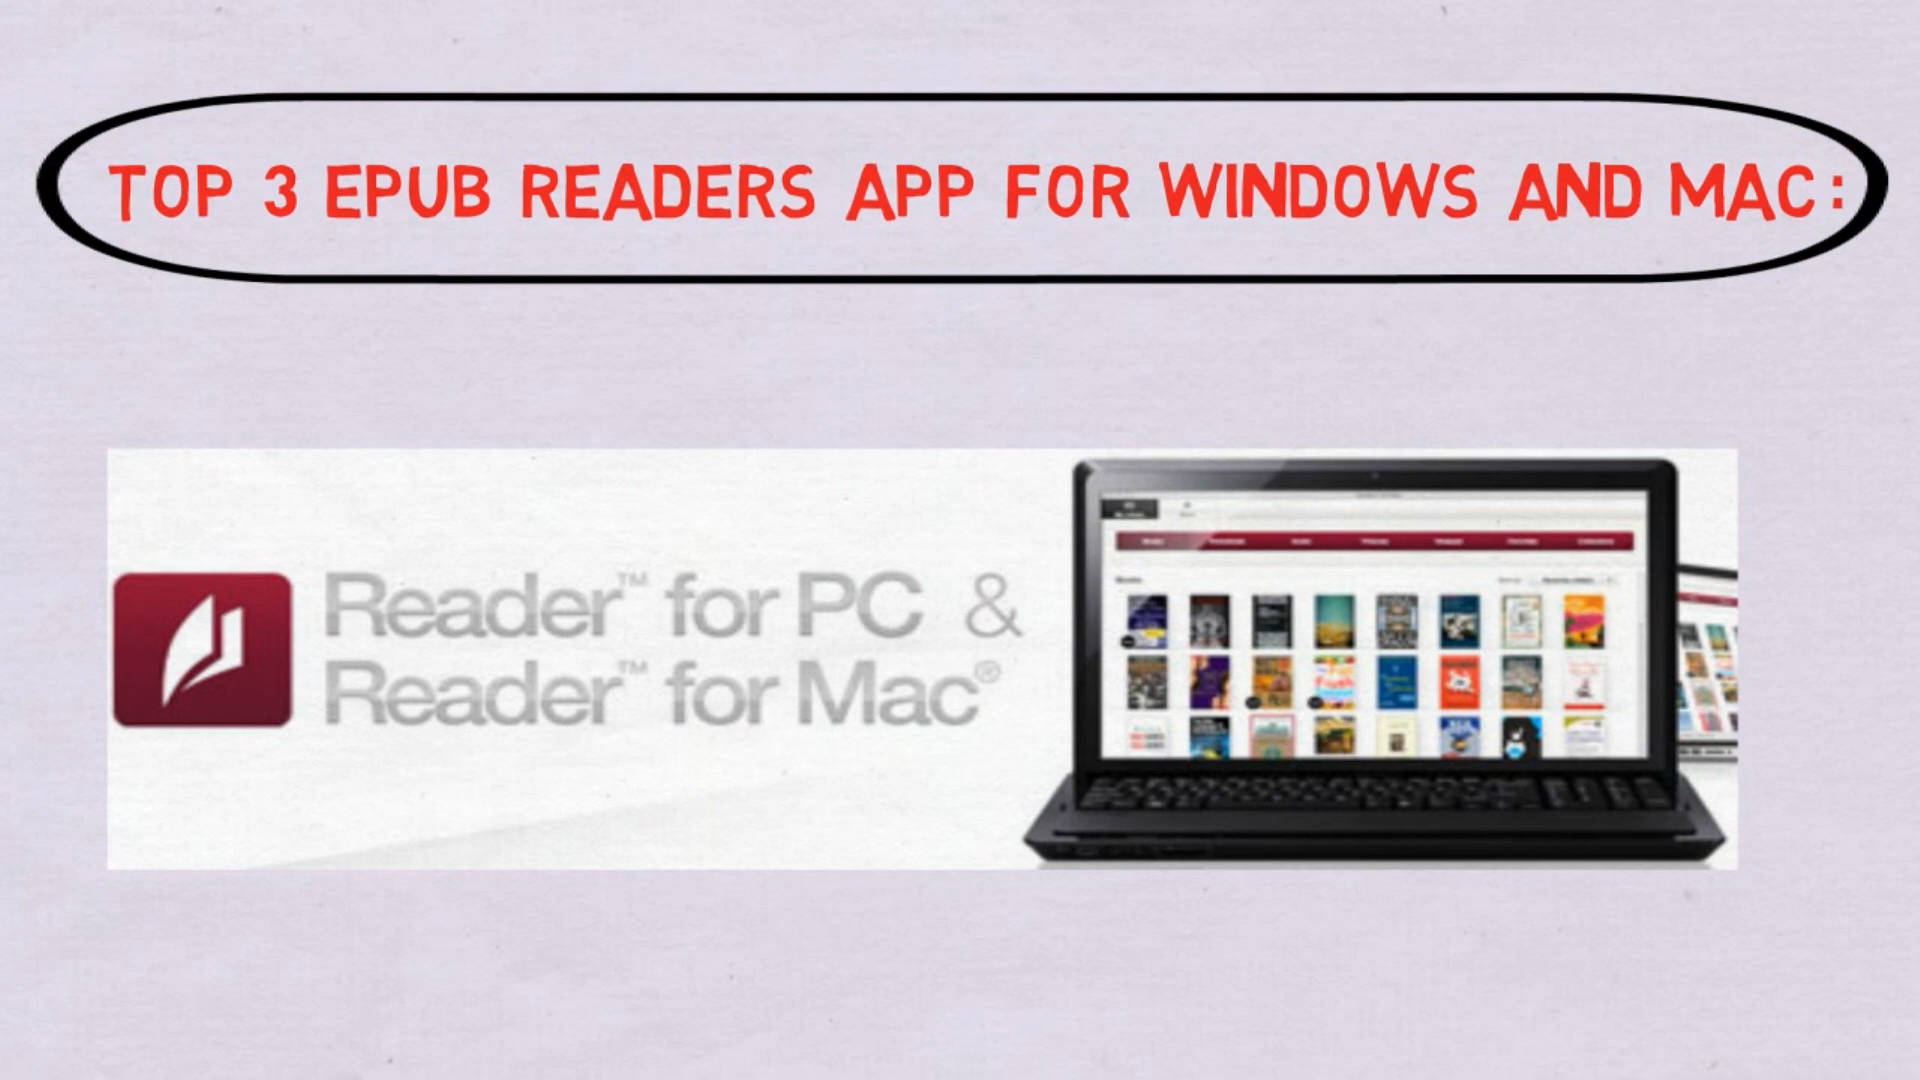 TOP 3 EPUB READERS APP FOR WINDOWS AND MAC:
Reader™ for PC &
Reader™ for Mac®